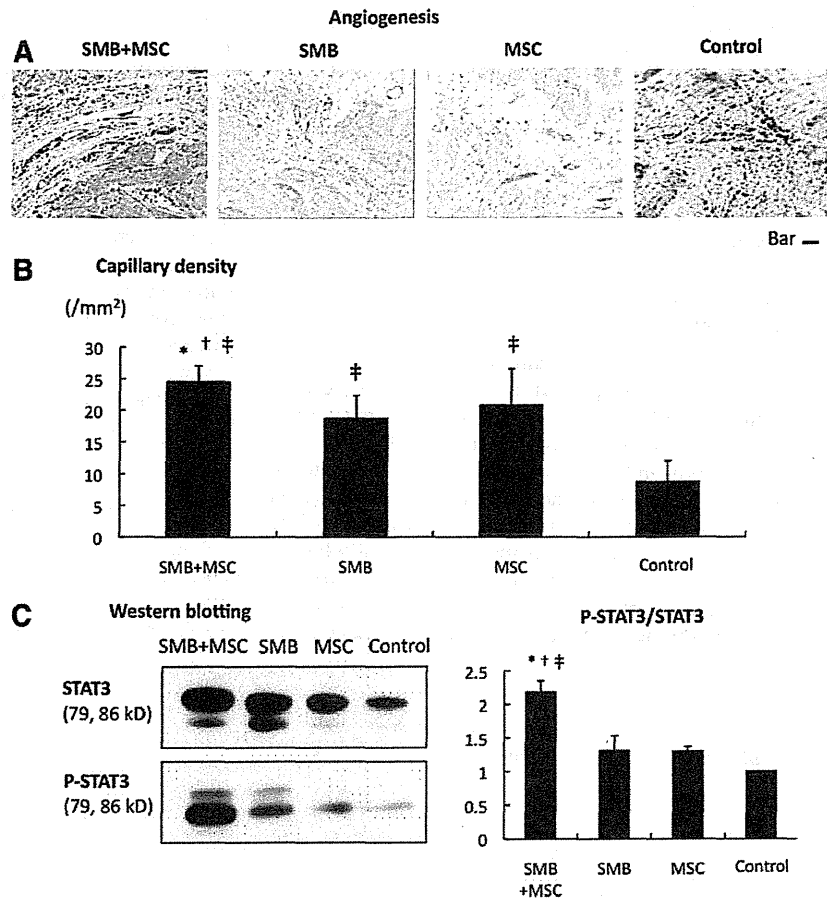 Angiogenesis
A SMB+MSC SMB MSC Control
Bar
B Capillary density
(/mm²)
* † ‡
‡
‡
30
25
20
15
10
5
0
SMB+MSC SMB MSC Control
C Western blotting
SMB+MSC SMB MSC Control
STAT3
(79, 86 kD)
P-STAT3
(79, 86 kD)
P-STAT3/STAT3
* † ‡
2.5
2
1.5
1
0.5
0
SMB SMB MSC Control
+MSC